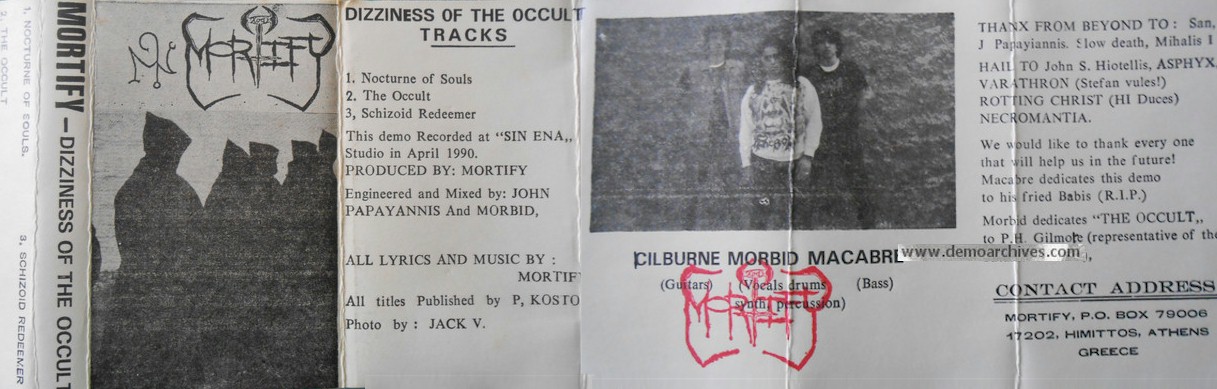 1. NOCTURNE OF SOULS.
2. THE OCCULT
3. SCHIZOID REDEEMER
MORTIFY – DIZZINESS OF THE OCCULT
MORTIFY
DIZZINESS OF THE OCCULT
TRACKS
1. Nocturne of Souls
2. The Occult
3, Schizoid Redeemer
This demo Recorded at “SIN ENA,,
Studio in April 1990.
PRODUCED BY: MORTIFY
Engineered and Mixed by: JOHN
PAPAYANNIS And MORBID,
ALL LYRICS AND MUSIC BY :
MORTIFY
All titles Published by P, KOSTO
Photo by : JACK V.
CILBURNE MORBID MACABRE
(Guitars) (Vocals drums (Bass)
synth, percussion)
MORTIFY
THANX FROM BEYOND TO : San,
J Papayiannis. Slow death, Mihalis I
HAIL TO John S. Hiotellis, ASPHYX,
VARATHRON (Stefan vules!)
ROTTING CHRIST (HI Duces)
NECROMANTIA.
We would like to thank every one
that will help us in the future!
Macabre dedicates this demo
to his fried Babis (R.I.P.)
Morbid dedicates “THE OCCULT,,
to P.H. Gilmore (representative of the
www.demoarchives.com
CONTACT ADDRESS
MORTIFY, P.O. BOX 79006
17202, HIMITTOS, ATHENS
GREECE